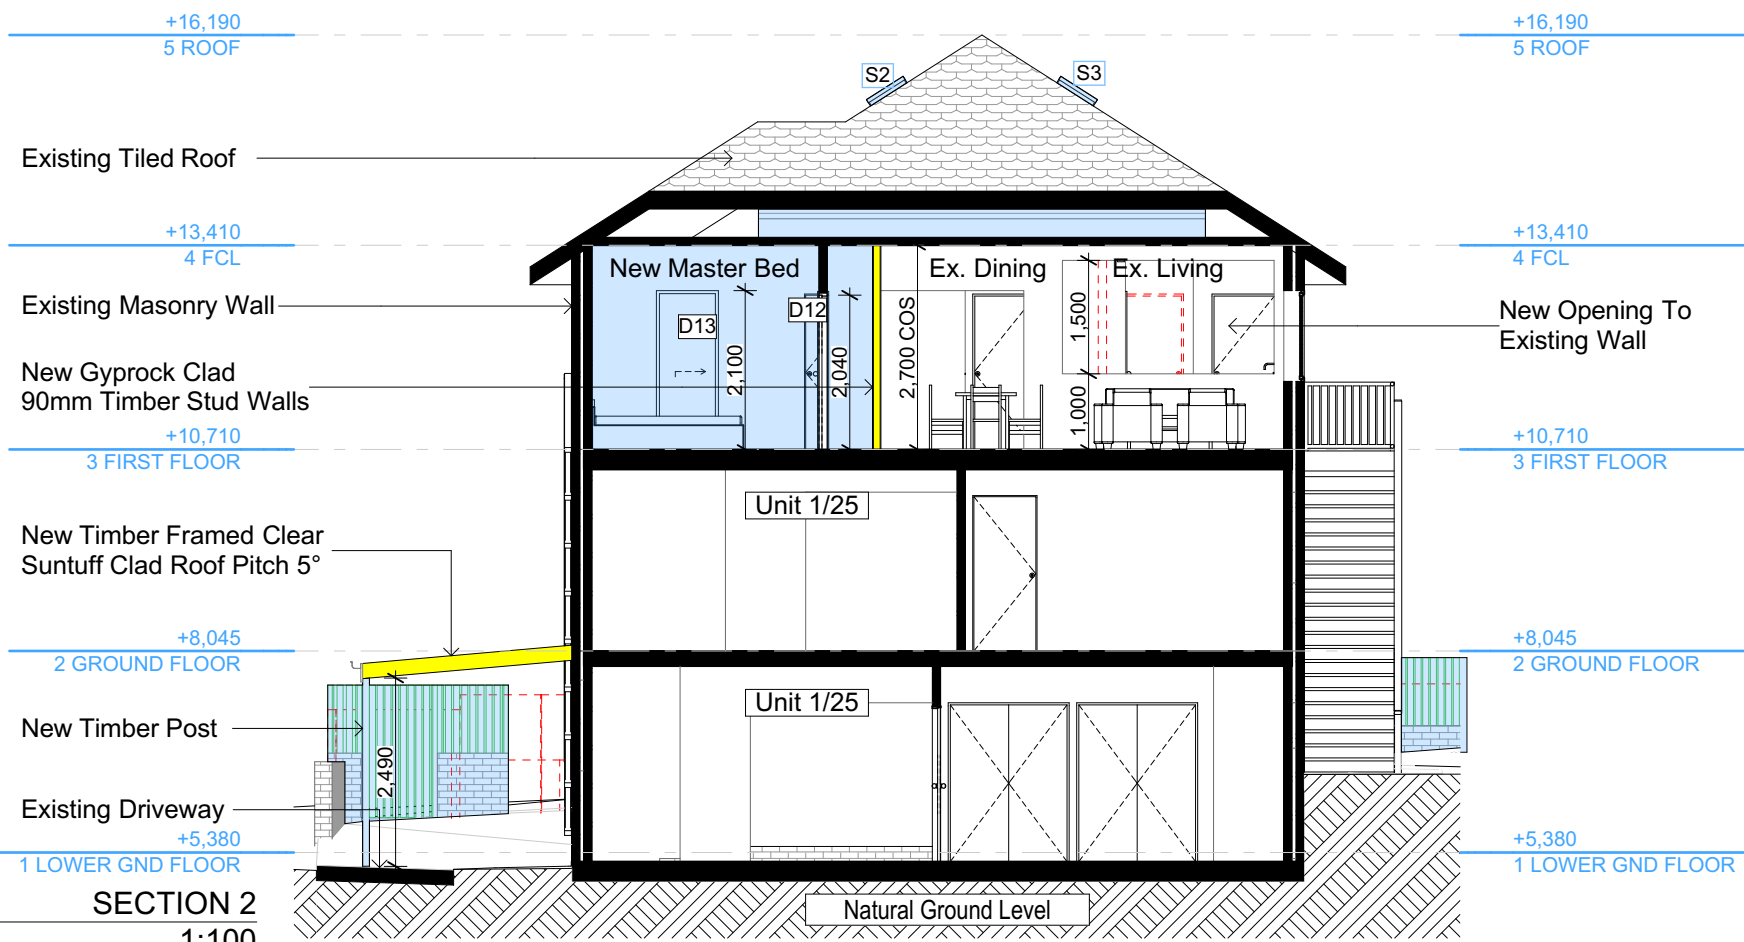 +16,190
5 ROOF
+16,190
5 ROOF
S2
S3
Existing Tiled Roof
+13,410
4 FCL
+13,410
4 FCL
New Master Bed
Ex. Dining
Ex. Living
Existing Masonry Wall
D13
D12
2,100
2,040
2,700 COS
1,500
1,000
New Opening To
Existing Wall
New Gyprock Clad
90mm Timber Stud Walls
+10,710
3 FIRST FLOOR
+10,710
3 FIRST FLOOR
Unit 1/25
New Timber Framed Clear
Suntuff Clad Roof Pitch 5°
+8,045
2 GROUND FLOOR
+8,045
2 GROUND FLOOR
Unit 1/25
New Timber Post
2,490
Existing Driveway
+5,380
1 LOWER GND FLOOR
+5,380
1 LOWER GND FLOOR
SECTION 2
1:100
Natural Ground Level